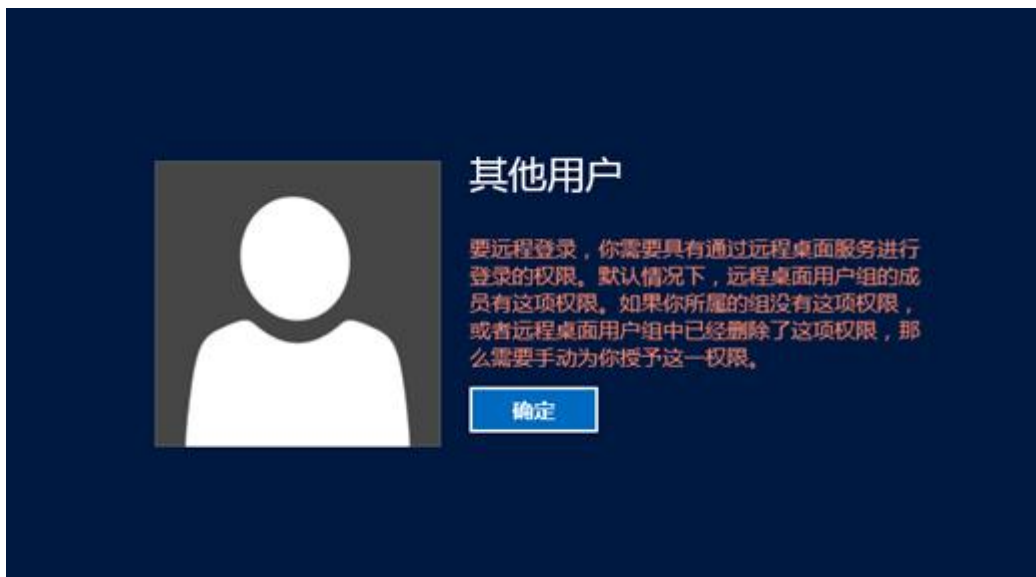 其他用户
要远程登录，你需要具有通过远程桌面服务进行
登录的权限。默认情况下，远程桌面用户组的成
员有这项权限。如果你所属的组没有这项权限，
或者远程桌面用户组中已经删除了这项权限，那
么需要手动为你授予这一权限。
确定